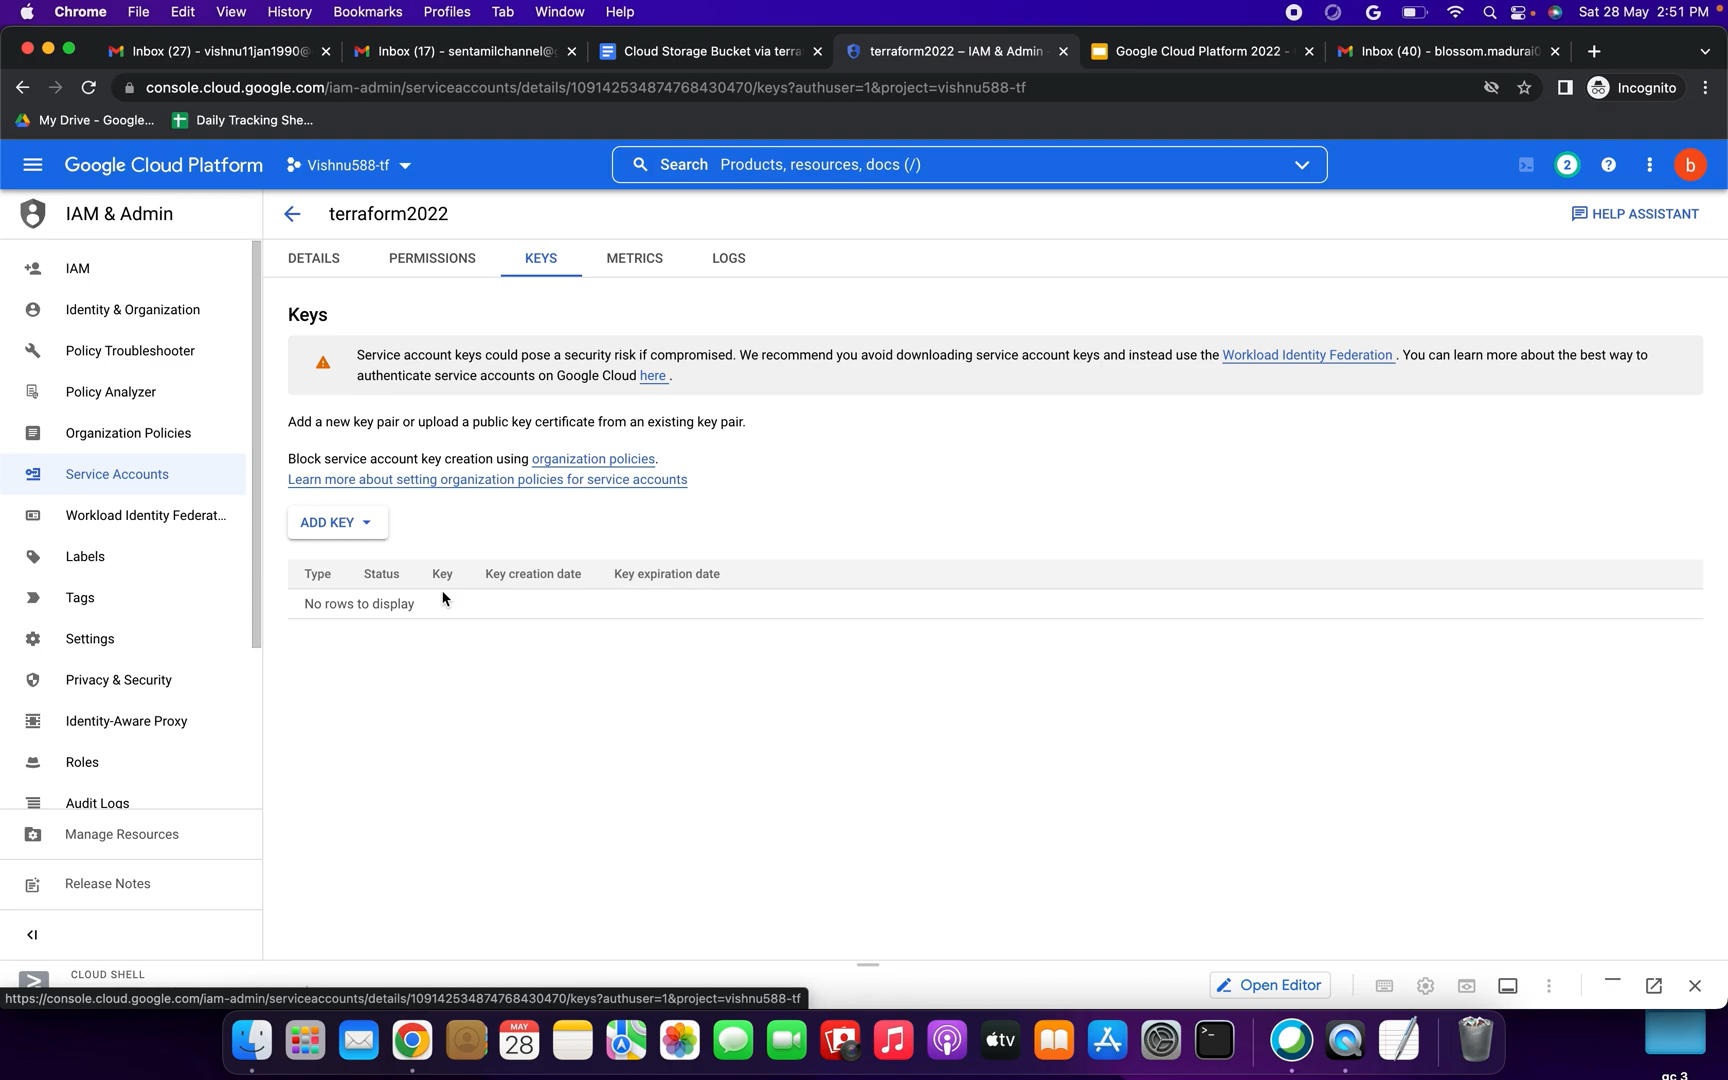 Chrome File Edit View History Bookmarks Profiles Tab Window Help Sat 28 May 2:51 PM
Inbox (27) - vishnu11jan1990@ Inbox (17) - sentamilchannel@ Cloud Storage Bucket via terra terraform2022 – IAM & Admin Google Cloud Platform 2022 - Inbox (40) - blossom.madurai
console.cloud.google.com/iam-admin/serviceaccounts/details/109142534874768430470/keys?authuser=1&project=vishnu588-tf Incognito
My Drive - Google... Daily Tracking She...
Google Cloud Platform Vishnu588-tf Search Products, resources, docs (/) 2 ? b
IAM & Admin terraform2022 HELP ASSISTANT
DETAILS PERMISSIONS KEYS METRICS LOGS
IAM
Identity & Organization
Policy Troubleshooter
Policy Analyzer
Organization Policies
Service Accounts
Workload Identity Federat...
Labels
Tags
Settings
Privacy & Security
Identity-Aware Proxy
Roles
Audit Logs
Manage Resources
Release Notes
Keys
Service account keys could pose a security risk if compromised. We recommend you avoid downloading service account keys and instead use the Workload Identity Federation . You can learn more about the best way to
authenticate service accounts on Google Cloud here .
Add a new key pair or upload a public key certificate from an existing key pair.
Block service account key creation using organization policies.
Learn more about setting organization policies for service accounts
ADD KEY
Type Status Key Key creation date Key expiration date
No rows to display
CLOUD SHELL
Open Editor
https://console.cloud.google.com/iam-admin/serviceaccounts/details/109142534874768430470/keys?authuser=1&project=vishnu588-tf
MAY
28
tv
gc 3